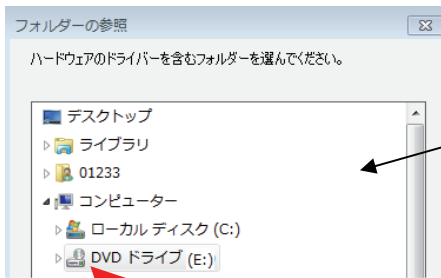 フォルダーの参照
ハードウェアのドライバーを含むフォルダーを選んでください。
デスクトップ
ライブラリ
01233
コンピューター
ローカル ディスク (C:)
DVD ドライブ (E:)